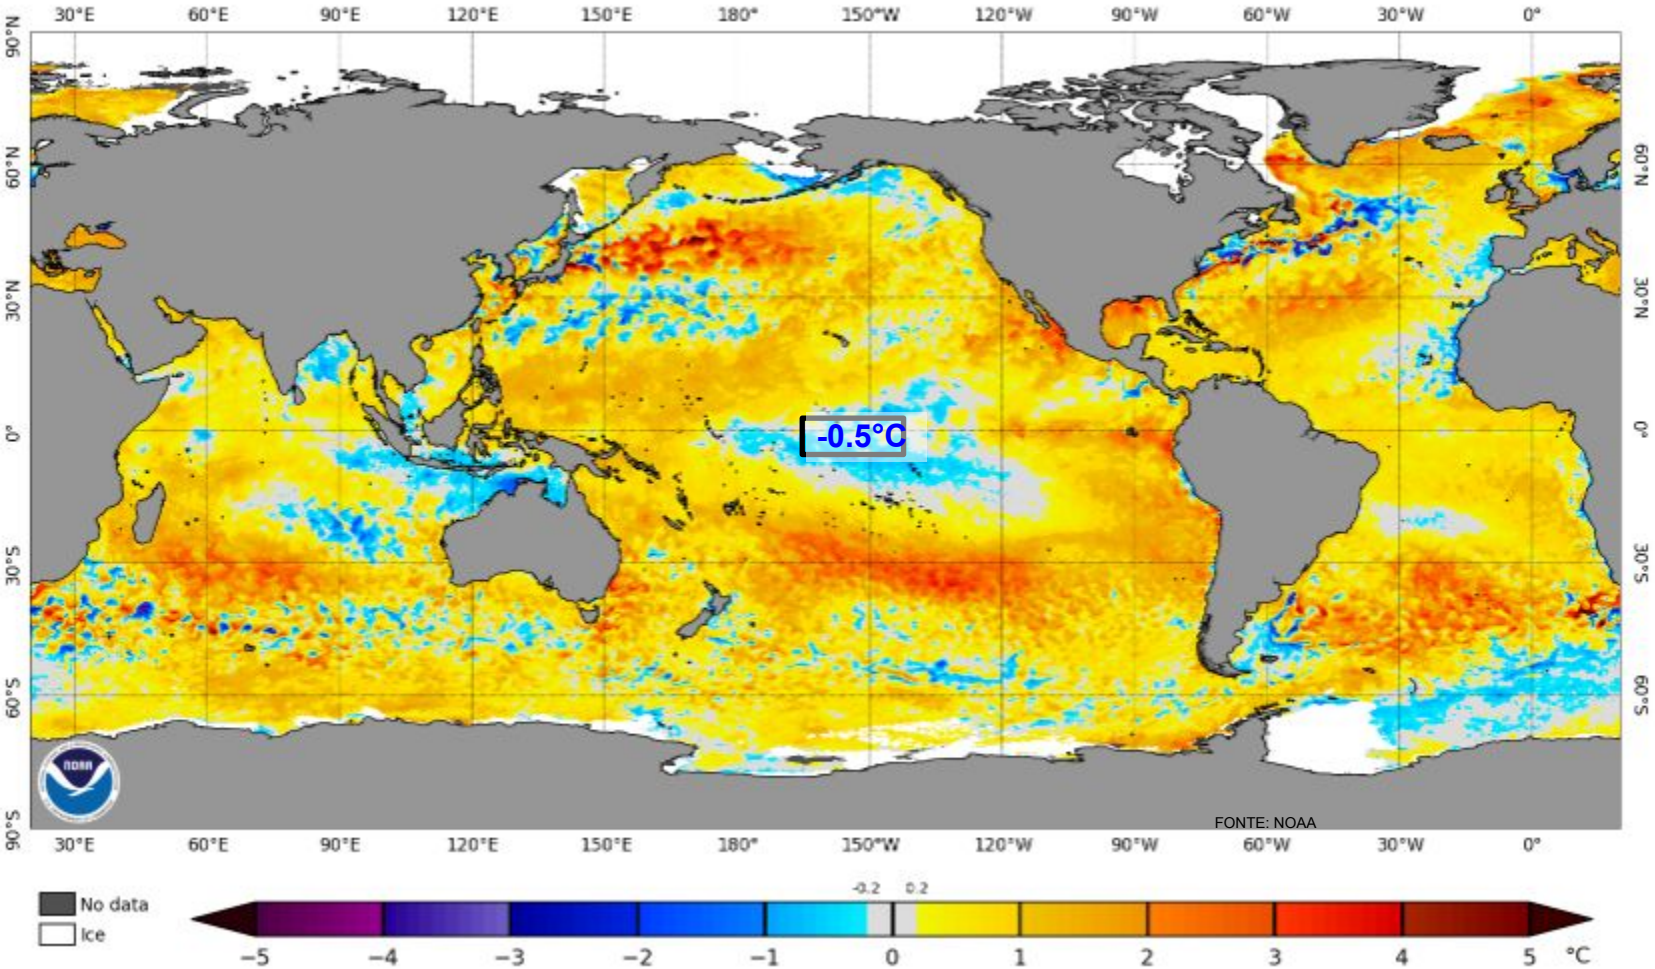 30°E 60°E 90°E 120°E 150°E 180° 150°W 120°W 90°W 60°W 30°W 0°
90°N
60°N 60°N
30°N 30°N
0° 0°
-0.5°C
30°S 30°S
60°S 60°S
NOAA
90°S
FONTE: NOAA
30°E 60°E 90°E 120°E 150°E 180° 150°W 120°W 90°W 60°W 30°W 0°
-0.2 0.2
No data
Ice
−5 −4 −3 −2 −1 0 1 2 3 4 5 °C